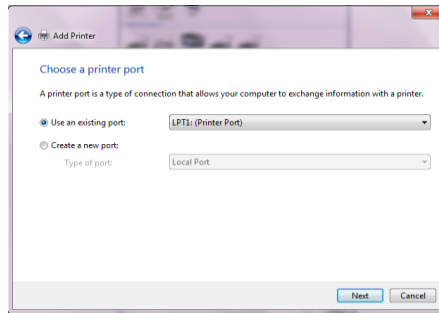 Add Printer
Choose a printer port
A printer port is a type of connection that allows your computer to exchange information with a printer.
Use an existing port: LPT1: (Printer Port)
Create a new port:
Type of port: Local Port
Next Cancel